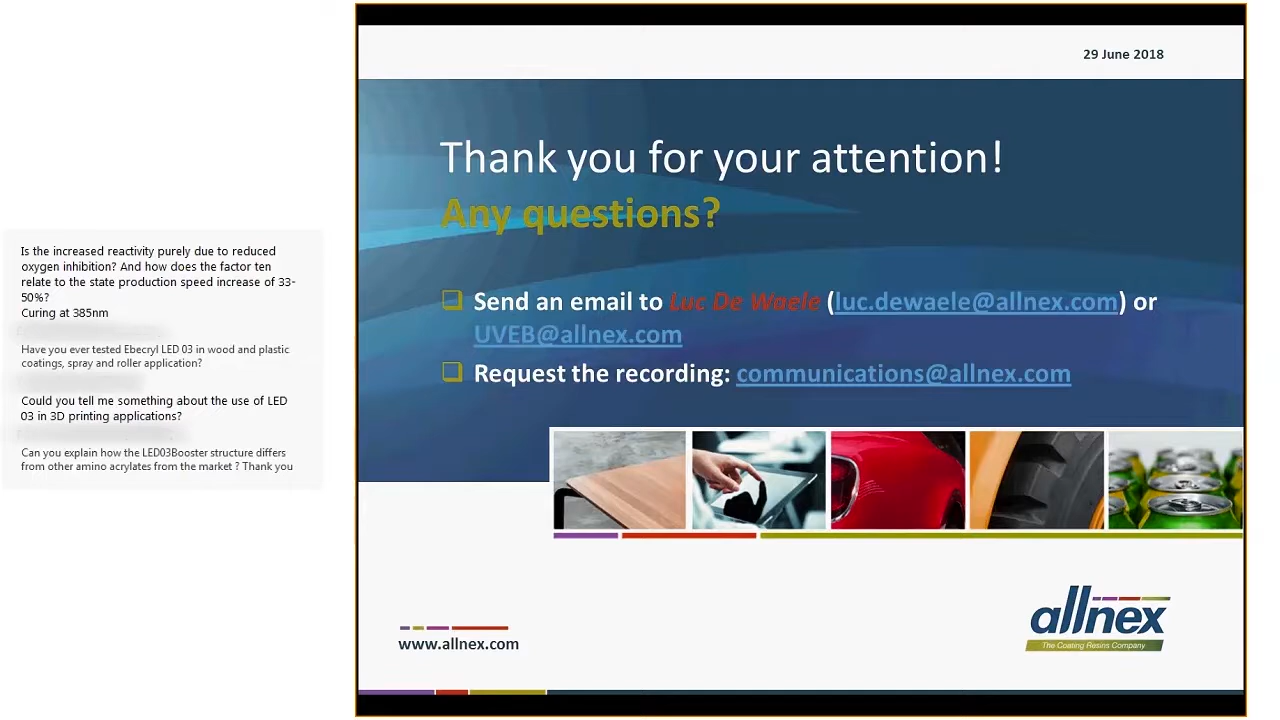 Is the increased reactivity purely due to reduced
oxygen inhibition? And how does the factor ten
relate to the state production speed increase of 33-
50%?
Curing at 385nm
Have you ever tested Ebecryl LED 03 in wood and plastic
coatings, spray and roller application?
Could you tell me something about the use of LED
03 in 3D printing applications?
Can you explain how the LED03Booster structure differs
from other amino acrylates from the market ? Thank you
29 June 2018
Thank you for your attention!
Any questions?
Send an email to Luc De Waele (luc.dewaele@allnex.com) or
UVEB@allnex.com
Request the recording: communications@allnex.com
www.allnex.com
allnex
The Coating Resins Company